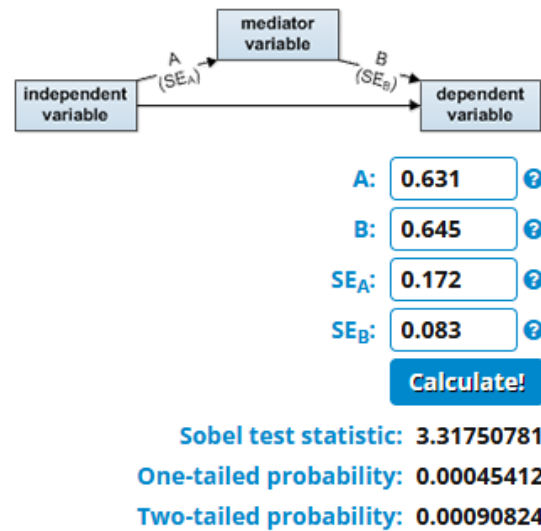 mediator
variable
A
(SEA)
B
(SEB)
independent
variable
dependent
variable
A: 0.631 ?
B: 0.645 ?
SEA: 0.172 ?
SEB: 0.083 ?
Calculate!
Sobel test statistic: 3.31750781
One-tailed probability: 0.00045412
Two-tailed probability: 0.00090824